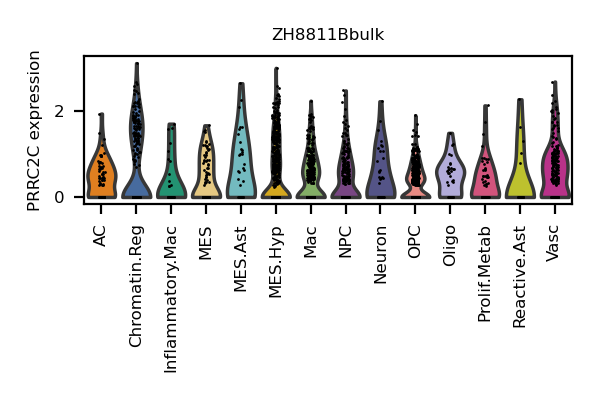 ZH8811Bbulk
PRRC2C expression
2
0
AC
Chromatin.Reg
Inflammatory.Mac
MES
MES.Ast
MES.Hyp
Mac
NPC
Neuron
OPC
Oligo
Prolif.Metab
Reactive.Ast
Vasc